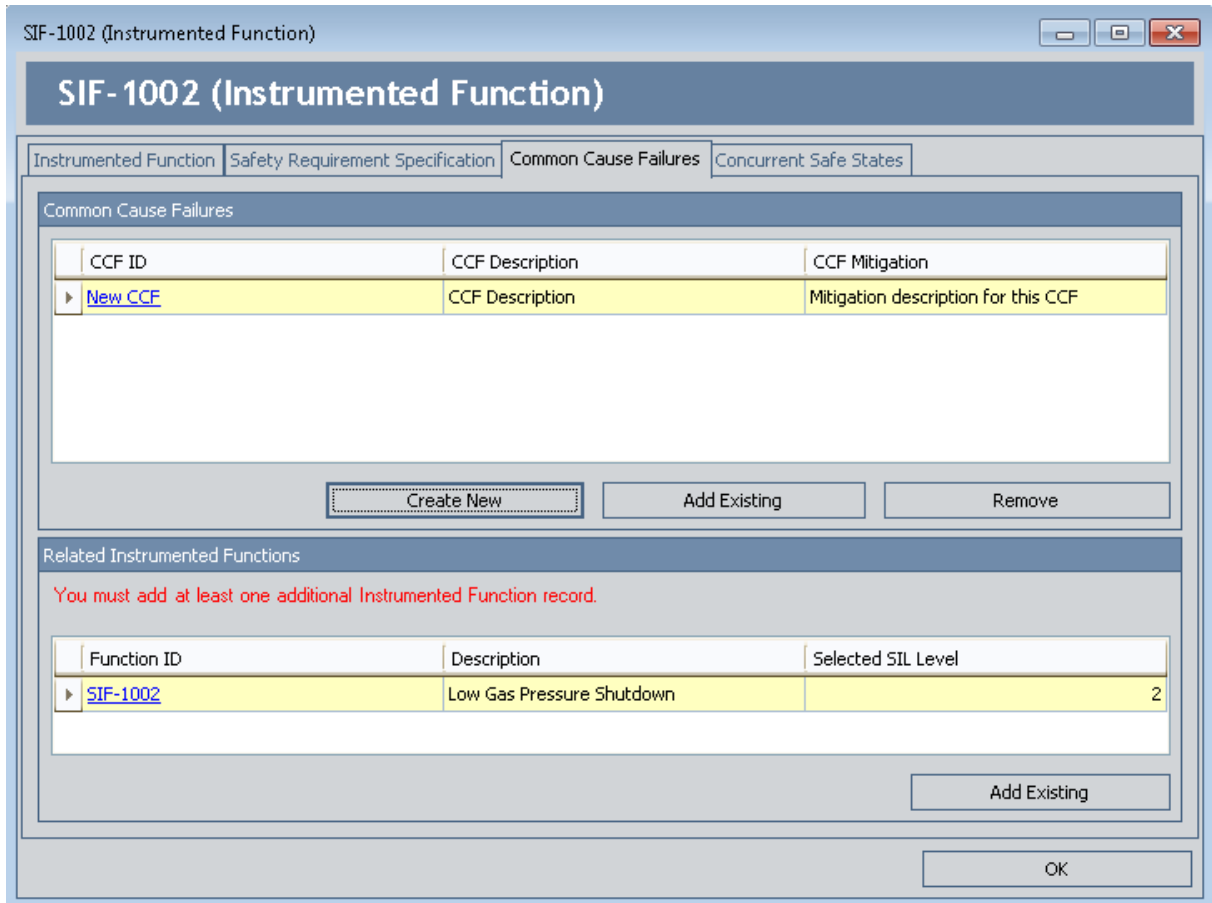 SIF-1002 (Instrumented Function)
SIF-1002 (Instrumented Function)
Instrumented Function Safety Requirement Specification Common Cause Failures Concurrent Safe States
Common Cause Failures
CCF ID CCF Description CCF Mitigation
New CCF CCF Description Mitigation description for this CCF
Create New Add Existing Remove
Related Instrumented Functions
You must add at least one additional Instrumented Function record.
Function ID Description Selected SIL Level
SIF-1002 Low Gas Pressure Shutdown 2
Add Existing
OK